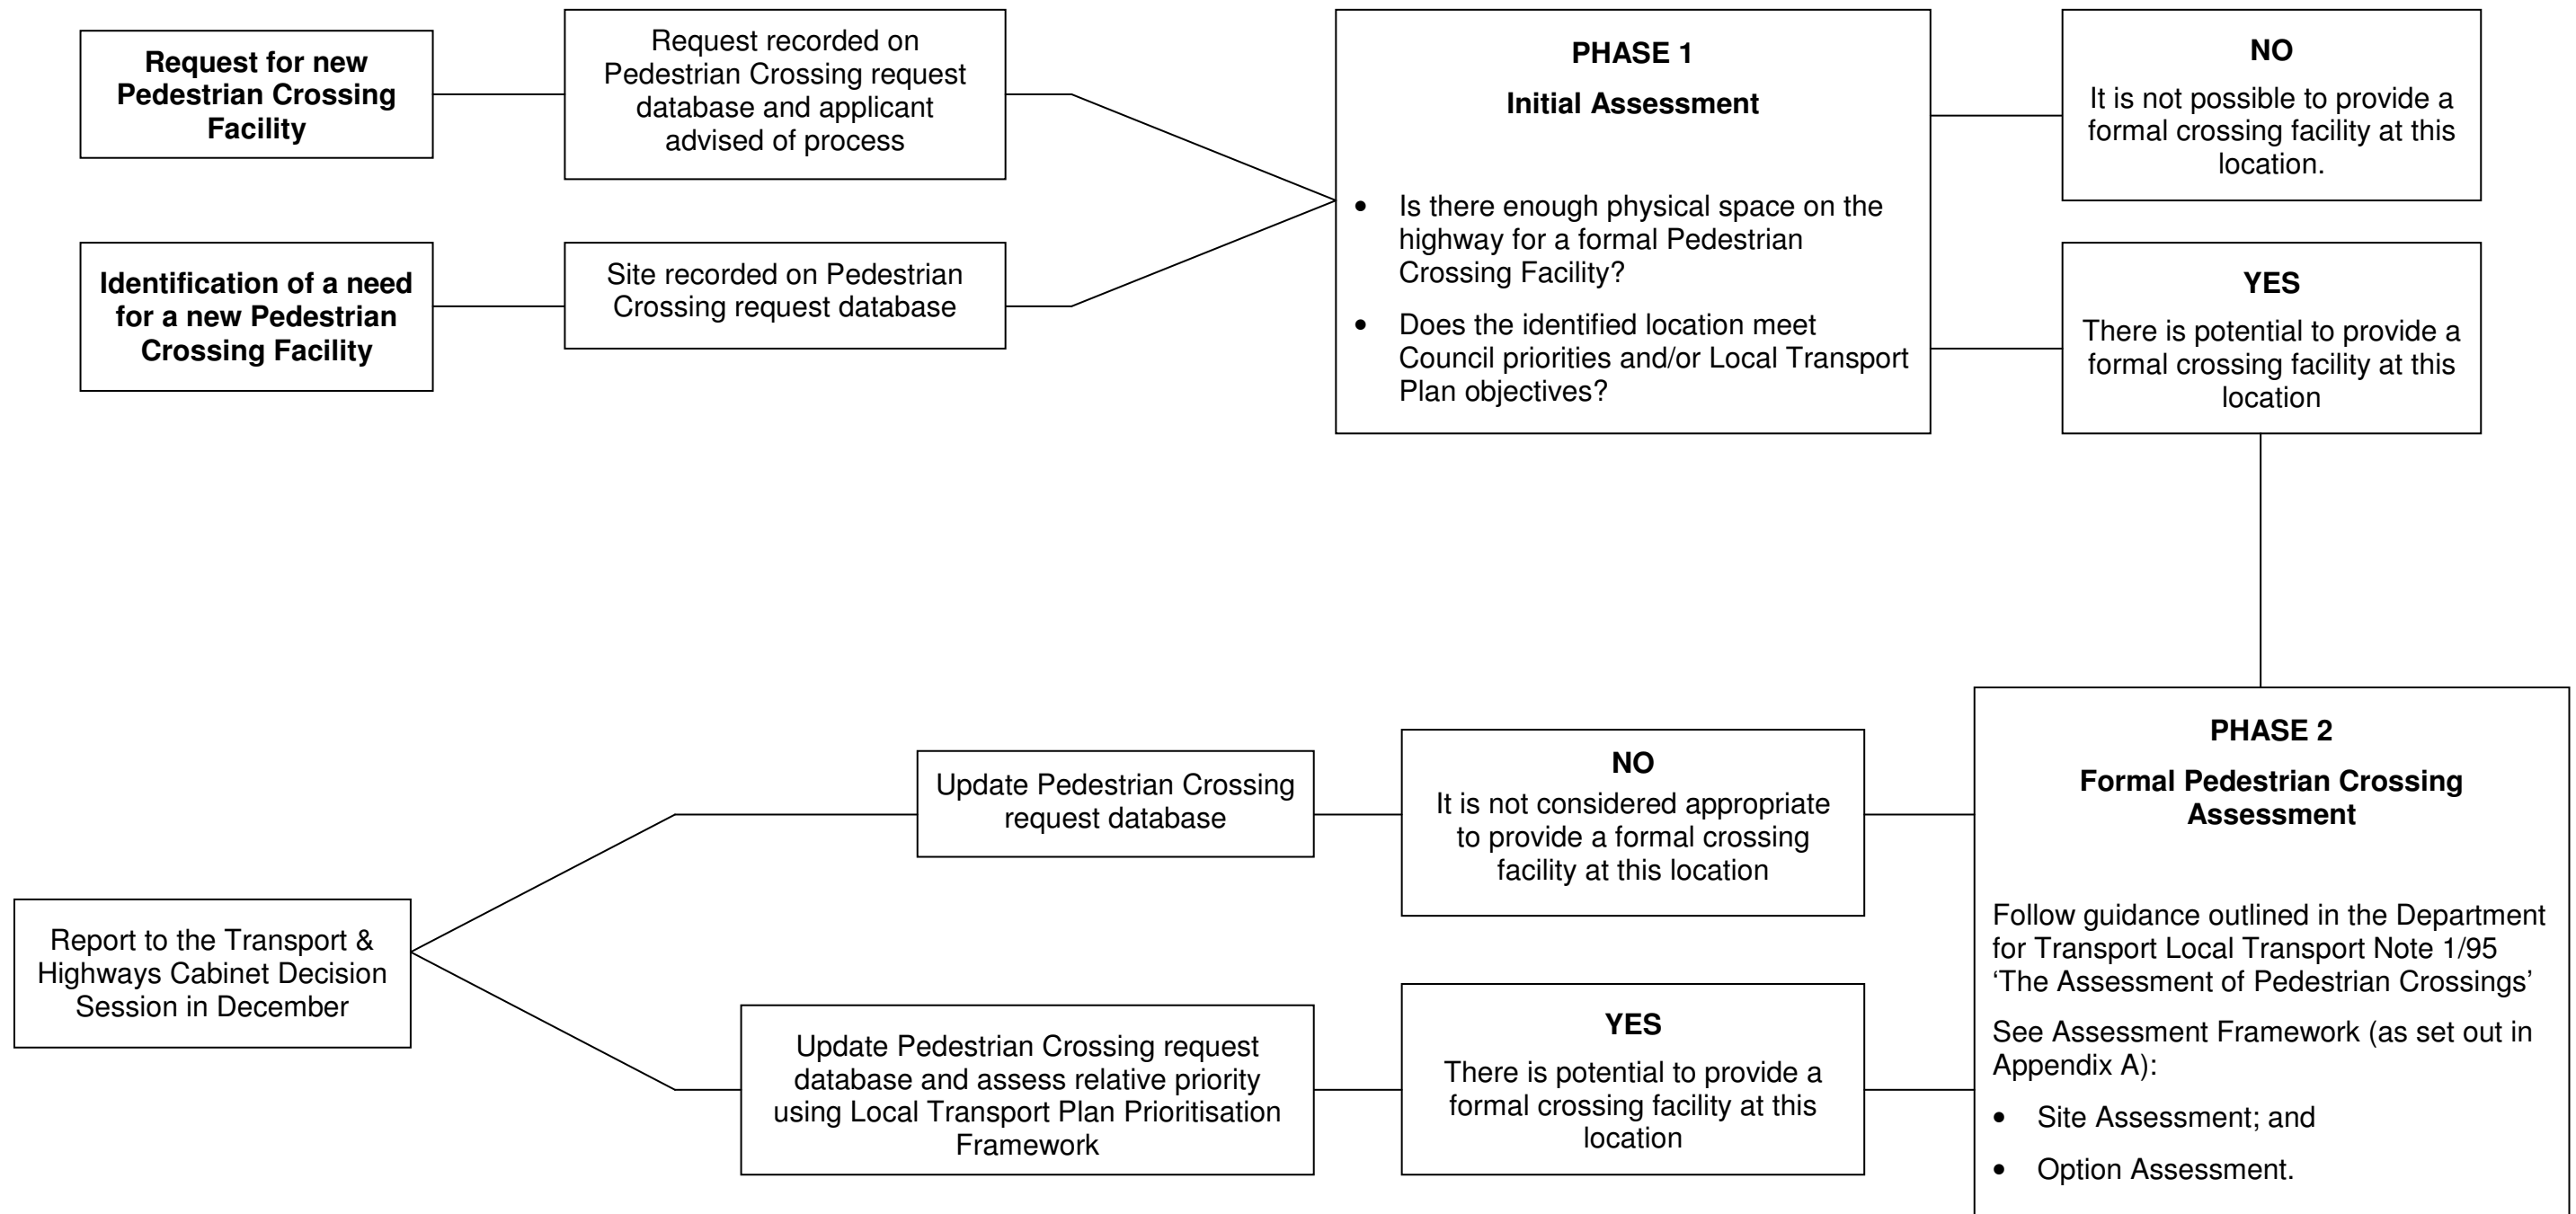 Request for new
Pedestrian Crossing
Facility
Request recorded on
Pedestrian Crossing request
database and applicant
advised of process
PHASE 1
Initial Assessment
• Is there enough physical space on the
highway for a formal Pedestrian
Crossing Facility?
• Does the identified location meet
Council priorities and/or Local Transport
Plan objectives?
NO
It is not possible to provide a
formal crossing facility at this
location.
Identification of a need
for a new Pedestrian
Crossing Facility
Site recorded on Pedestrian
Crossing request database
YES
There is potential to provide a
formal crossing facility at this
location
PHASE 2
Formal Pedestrian Crossing
Assessment
Follow guidance outlined in the Department
for Transport Local Transport Note 1/95
‘The Assessment of Pedestrian Crossings’
See Assessment Framework (as set out in
Appendix A):
• Site Assessment; and
• Option Assessment.
NO
It is not considered appropriate
to provide a formal crossing
facility at this location
Update Pedestrian Crossing
request database
YES
There is potential to provide a
formal crossing facility at this
location
Update Pedestrian Crossing request
database and assess relative priority
using Local Transport Plan Prioritisation
Framework
Report to the Transport &
Highways Cabinet Decision
Session in December